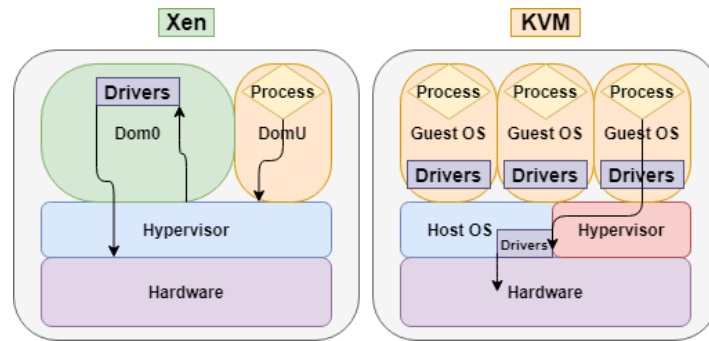 Xen
Drivers
Process
Dom0
DomU
Hypervisor
Hardware
KVM
Process Process Process
Guest OS Guest OS Guest OS
Drivers Drivers Drivers
Host OS
Drivers
Hypervisor
Hardware